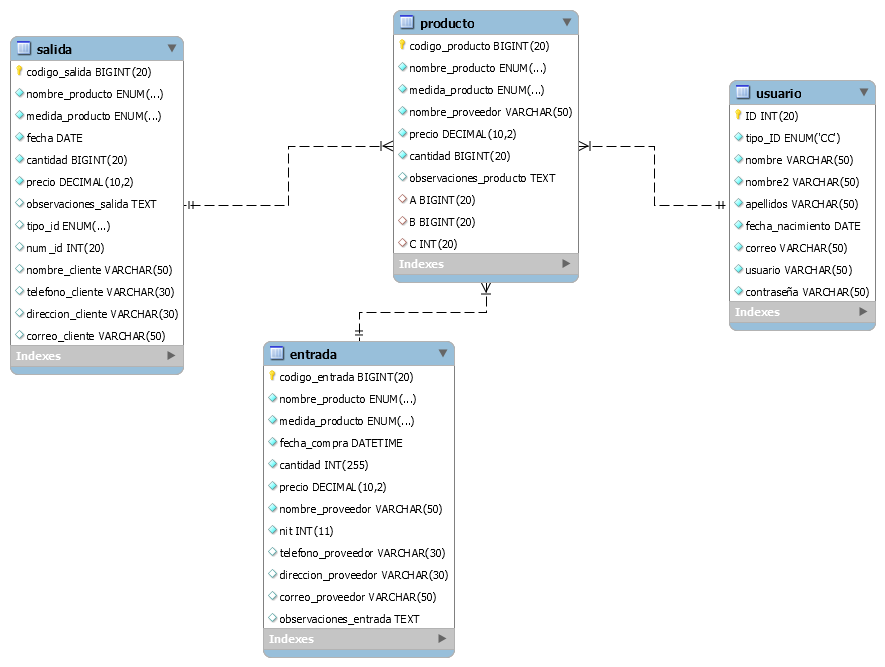 salida
codigo_salida BIGINT(20)
nombre_producto ENUM(...)
medida_producto ENUM(...)
fecha DATE
cantidad BIGINT(20)
precio DECIMAL(10,2)
observaciones_salida TEXT
tipo_id ENUM(...)
num_id INT(20)
nombre_cliente VARCHAR(50)
telefono_cliente VARCHAR(30)
direccion_cliente VARCHAR(30)
correo_cliente VARCHAR(50)
Indexes
producto
codigo_producto BIGINT(20)
nombre_producto ENUM(...)
medida_producto ENUM(...)
nombre_proveedor VARCHAR(50)
precio DECIMAL(10,2)
cantidad BIGINT(20)
observaciones_producto TEXT
A BIGINT(20)
B BIGINT(20)
C INT(20)
Indexes
usuario
ID INT(20)
tipo_ID ENUM('CC')
nombre VARCHAR(50)
nombre2 VARCHAR(50)
apellidos VARCHAR(50)
fecha_nacimiento DATE
correo VARCHAR(50)
usuario VARCHAR(50)
contraseña VARCHAR(50)
Indexes
entrada
codigo_entrada BIGINT(20)
nombre_producto ENUM(...)
medida_producto ENUM(...)
fecha_compra DATETIME
cantidad INT(255)
precio DECIMAL(10,2)
nombre_proveedor VARCHAR(50)
nit INT(11)
telefono_proveedor VARCHAR(30)
direccion_proveedor VARCHAR(30)
correo_proveedor VARCHAR(50)
observaciones_entrada TEXT
Indexes